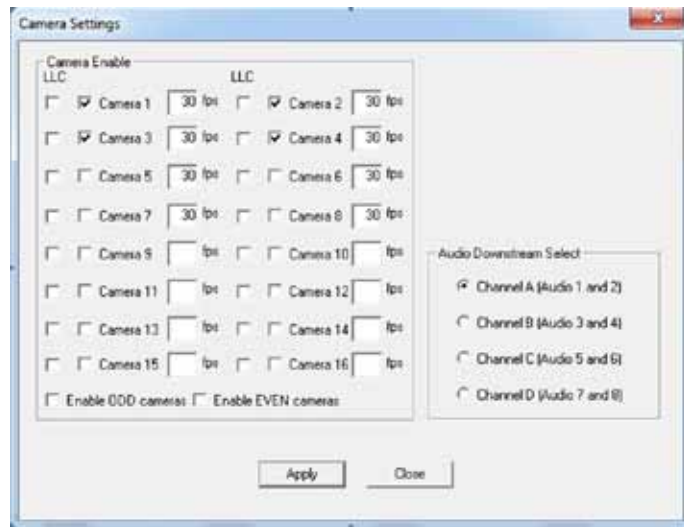 Camera Settings
x
Camera Enable
LLC LLC
Camera 1 30 fps Camera 2 30 fps
Camera 3 30 fps Camera 4 30 fps
Camera 5 30 fps Camera 6 30 fps
Camera 7 30 fps Camera 8 30 fps
Camera 9 fps Camera 10 fps
Camera 11 fps Camera 12 fps
Camera 13 fps Camera 14 fps
Camera 15 fps Camera 16 fps
Enable ODD cameras Enable EVEN cameras
Audio Downstream Select
Channel A (Audio 1 and 2)
Channel B (Audio 3 and 4)
Channel C (Audio 5 and 6)
Channel D (Audio 7 and 8)
Apply Close